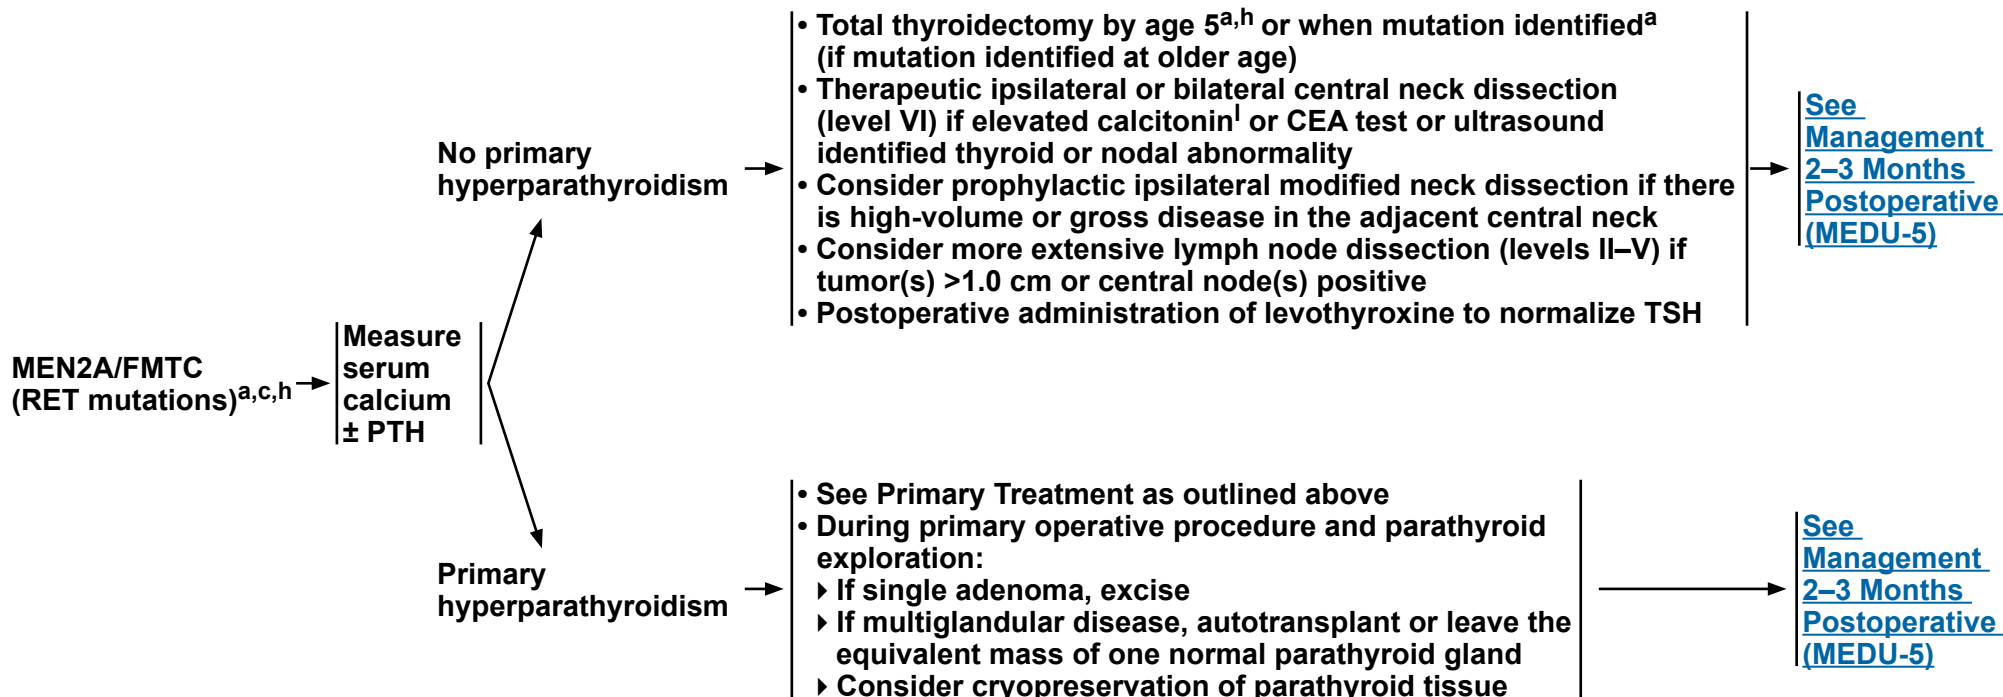 MEN2A/FMTC
(RET mutations)a,c,h
Measure
serum
calcium
± PTH
No primary
hyperparathyroidism
• Total thyroidectomy by age 5a,h or when mutation identifieda
(if mutation identified at older age)
• Therapeutic ipsilateral or bilateral central neck dissection
(level VI) if elevated calcitoninl or CEA test or ultrasound
identified thyroid or nodal abnormality
• Consider prophylactic ipsilateral modified neck dissection if there
is high-volume or gross disease in the adjacent central neck
• Consider more extensive lymph node dissection (levels II–V) if
tumor(s) >1.0 cm or central node(s) positive
• Postoperative administration of levothyroxine to normalize TSH
See
Management
2–3 Months
Postoperative
(MEDU-5)
Primary
hyperparathyroidism
• See Primary Treatment as outlined above
• During primary operative procedure and parathyroid
exploration:
▸ If single adenoma, excise
▸ If multiglandular disease, autotransplant or leave the
equivalent mass of one normal parathyroid gland
▸ Consider cryopreservation of parathyroid tissue
See
Management
2–3 Months
Postoperative
(MEDU-5)